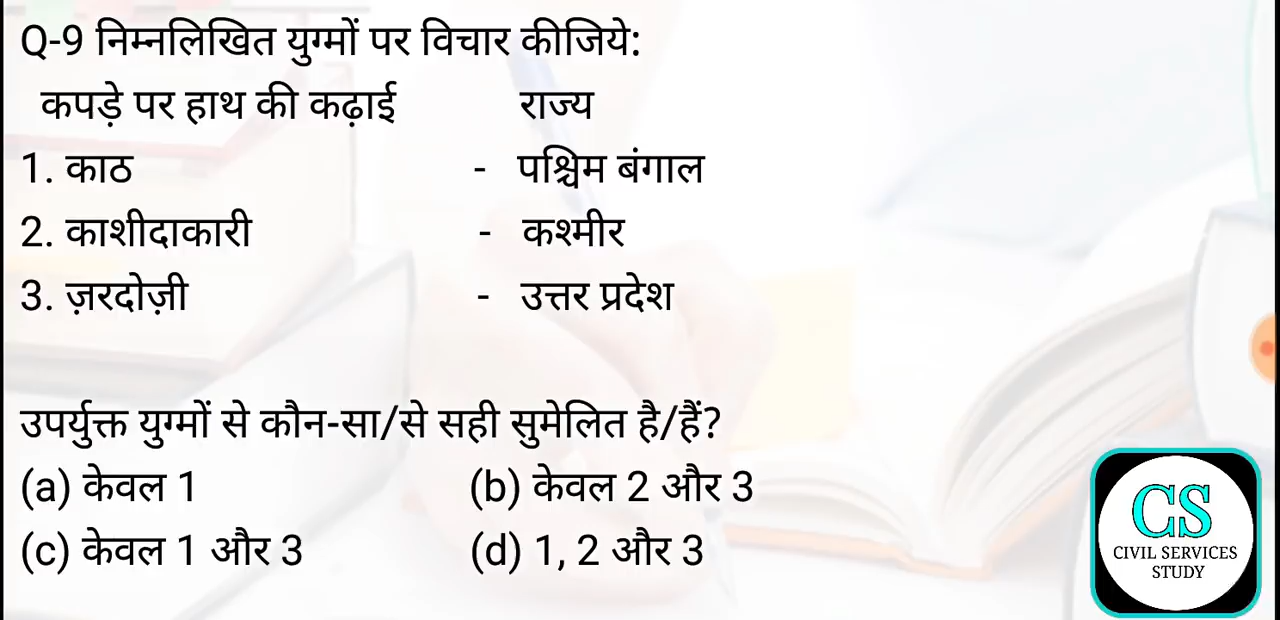 Q-9 निम्नलिखित युग्मों पर विचार कीजिये:
कपड़े पर हाथ की कढ़ाई राज्य
1. काठ - पश्चिम बंगाल
2. काशीदाकारी - कश्मीर
3. ज़रदोज़ी - उत्तर प्रदेश
उपर्युक्त युग्मों से कौन-सा/से सही सुमेलित है/हैं?
(a) केवल 1 (b) केवल 2 और 3
(c) केवल 1 और 3 (d) 1, 2 और 3
CS
CIVIL SERVICES
STUDY